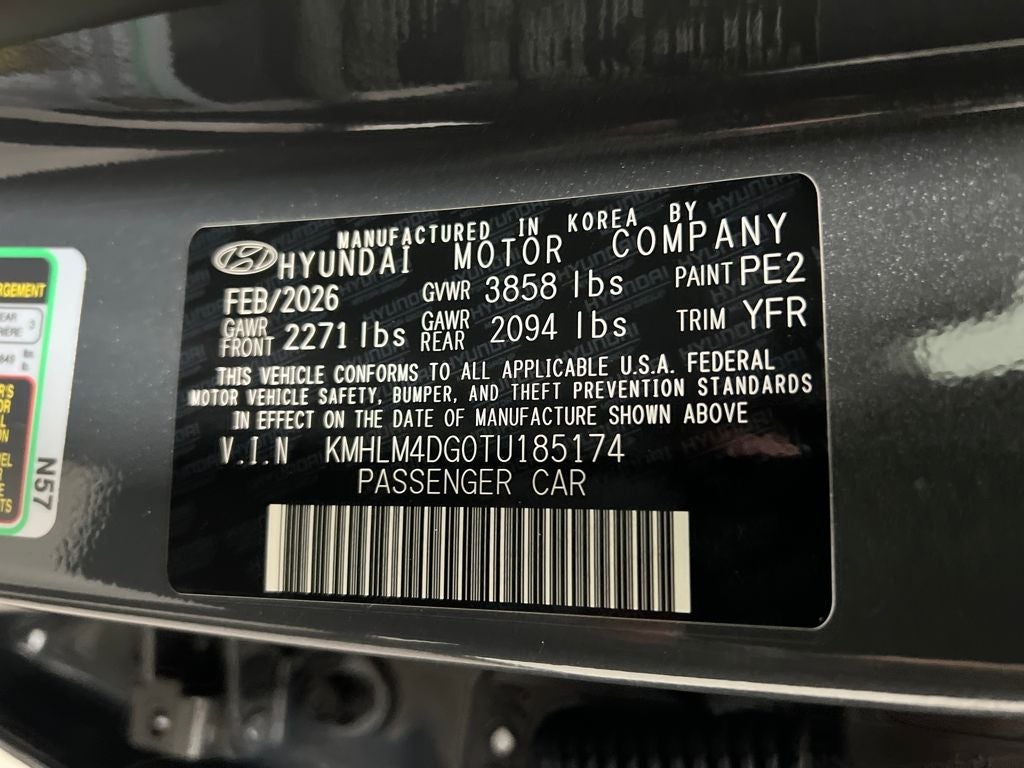 MANUFACTURED IN KOREA BY
HYUNDAI MOTOR COMPANY
FEB/2026 GVWR 3858 lbs PAINT PE2
GAWR FRONT 2271 lbs GAWR REAR 2094 lbs TRIM YFR
THIS VEHICLE CONFORMS TO ALL APPLICABLE U.S.A. FEDERAL
MOTOR VEHICLE SAFETY, BUMPER, AND THEFT PREVENTION STANDARDS
IN EFFECT ON THE DATE OF MANUFACTURE SHOWN ABOVE
V.I.N KMHLM4DG0TU185174
PASSENGER CAR
N57